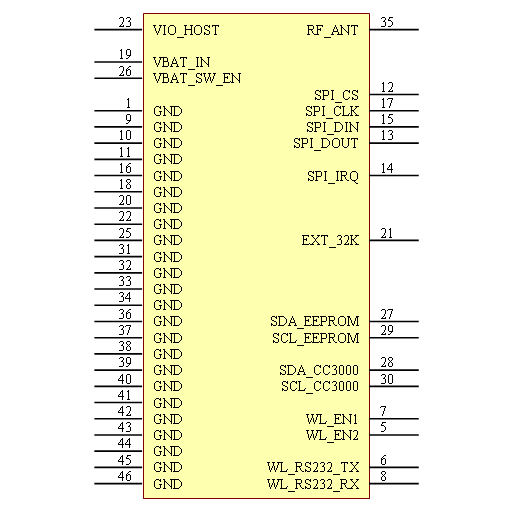 23 VIO_HOST RF_ANT 35
19 VBAT_IN
26 VBAT_SW_EN
SPI_CS 12
1 GND SPI_CLK 17
9 GND SPI_DIN 15
10 GND SPI_DOUT 13
11 GND
16 GND SPI_IRQ 14
18 GND
20 GND
22 GND
25 GND EXT_32K 21
31 GND
32 GND
33 GND
34 GND
36 GND SDA_EEPROM 27
37 GND SCL_EEPROM 29
38 GND
39 GND SDA_CC3000 28
40 GND SCL_CC3000 30
41 GND
42 GND WL_EN1 7
43 GND WL_EN2 5
44 GND
45 GND WL_RS232_TX 6
46 GND WL_RS232_RX 8